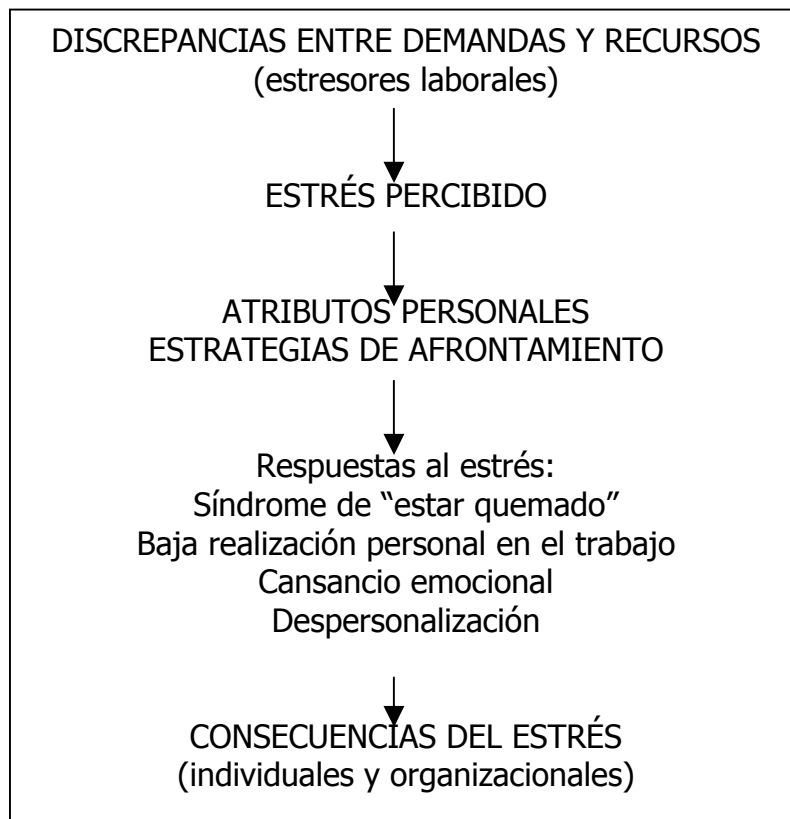 DISCREPANCIAS ENTRE DEMANDAS Y RECURSOS
(estresores laborales)
ESTRÉS PERCIBIDO
ATRIBUTOS PERSONALES
ESTRATEGIAS DE AFRONTAMIENTO
Respuestas al estrés:
Síndrome de “estar quemado”
Baja realización personal en el trabajo
Cansancio emocional
Despersonalización
CONSECUENCIAS DEL ESTRÉS
(individuales y organizacionales)